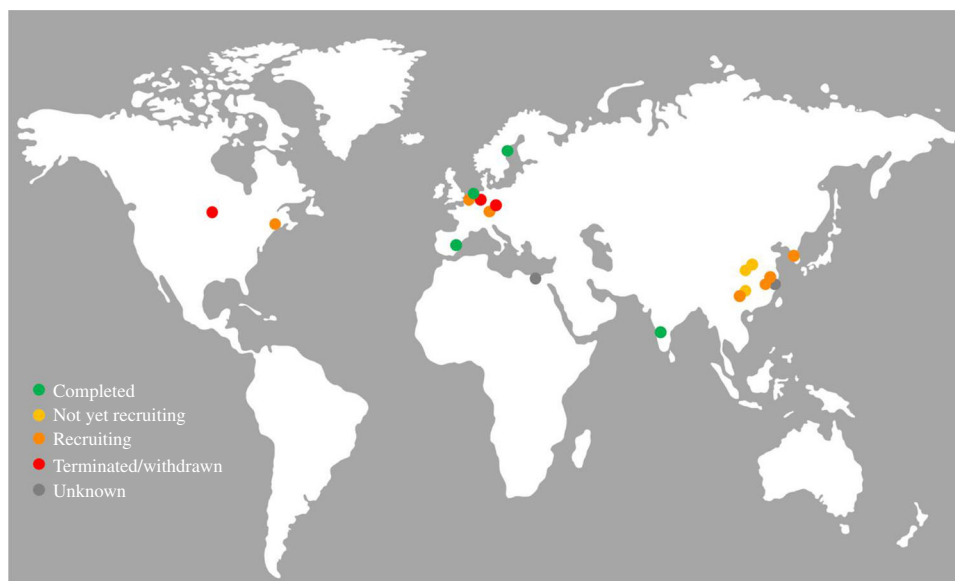 Completed
Not yet recruiting
Recruiting
Terminated/withdrawn
Unknown